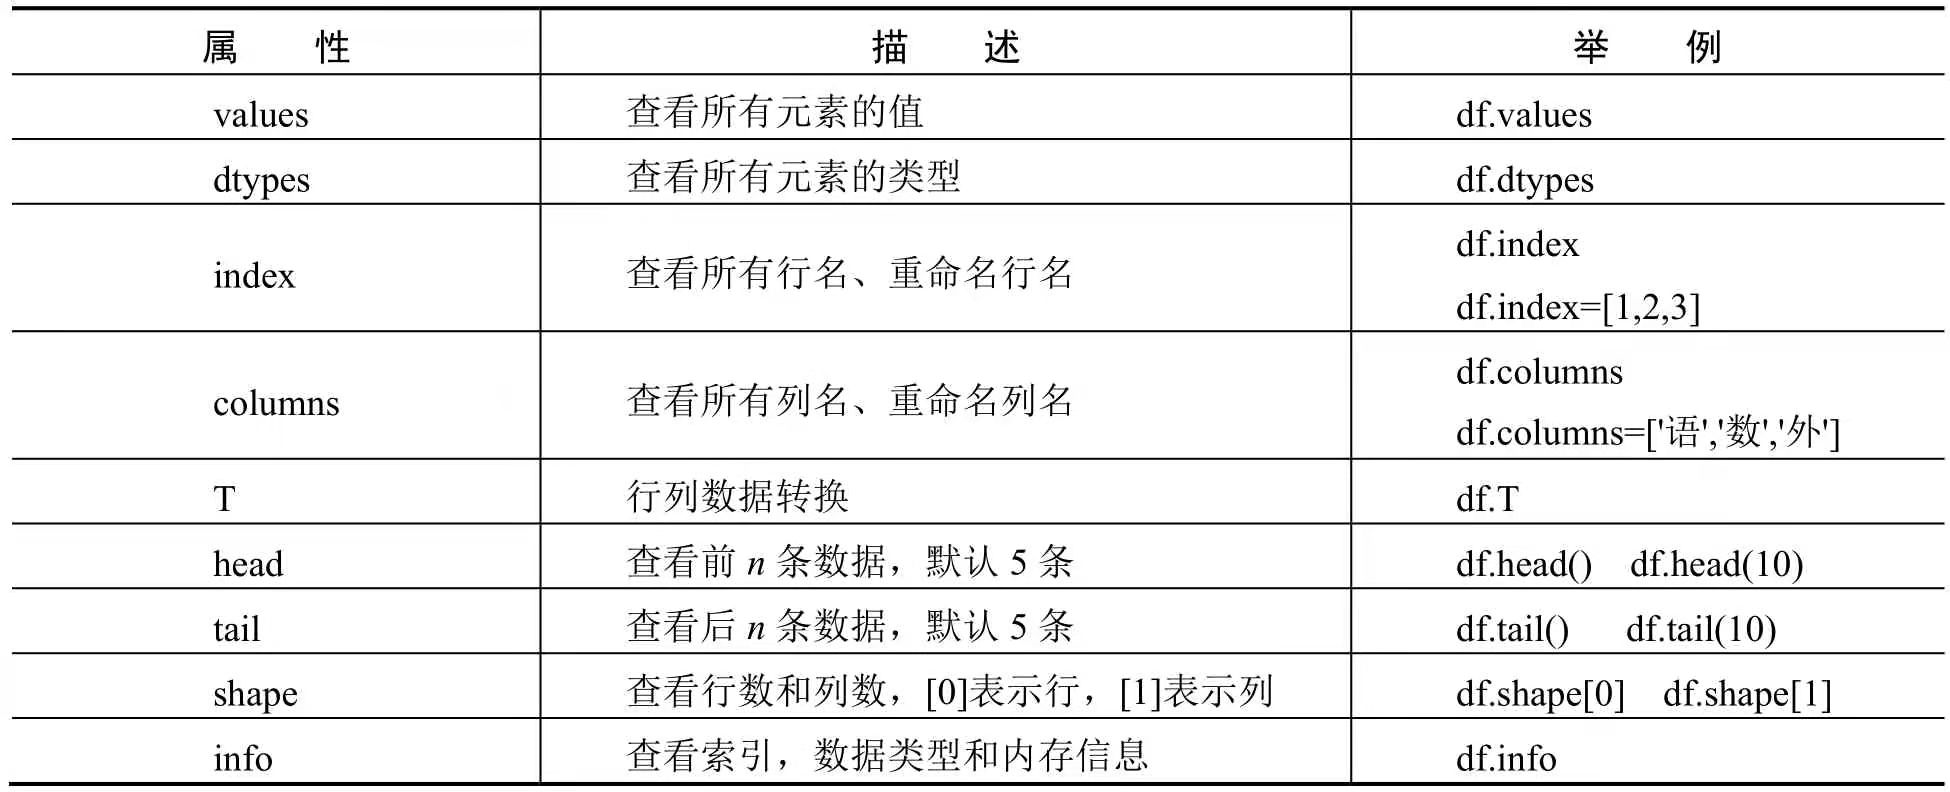 属 性 描 述 举 例
values 查看所有元素的值 df.values
dtypes 查看所有元素的类型 df.dtypes
index 查看所有行名、重命名行名 df.index
df.index=[1,2,3]
columns 查看所有列名、重命名列名 df.columns
df.columns=['语','数','外']
T 行列数据转换 df.T
head 查看前 n 条数据，默认 5 条 df.head() df.head(10)
tail 查看后 n 条数据，默认 5 条 df.tail() df.tail(10)
shape 查看行数和列数，[0]表示行，[1]表示列 df.shape[0] df.shape[1]
info 查看索引，数据类型和内存信息 df.info